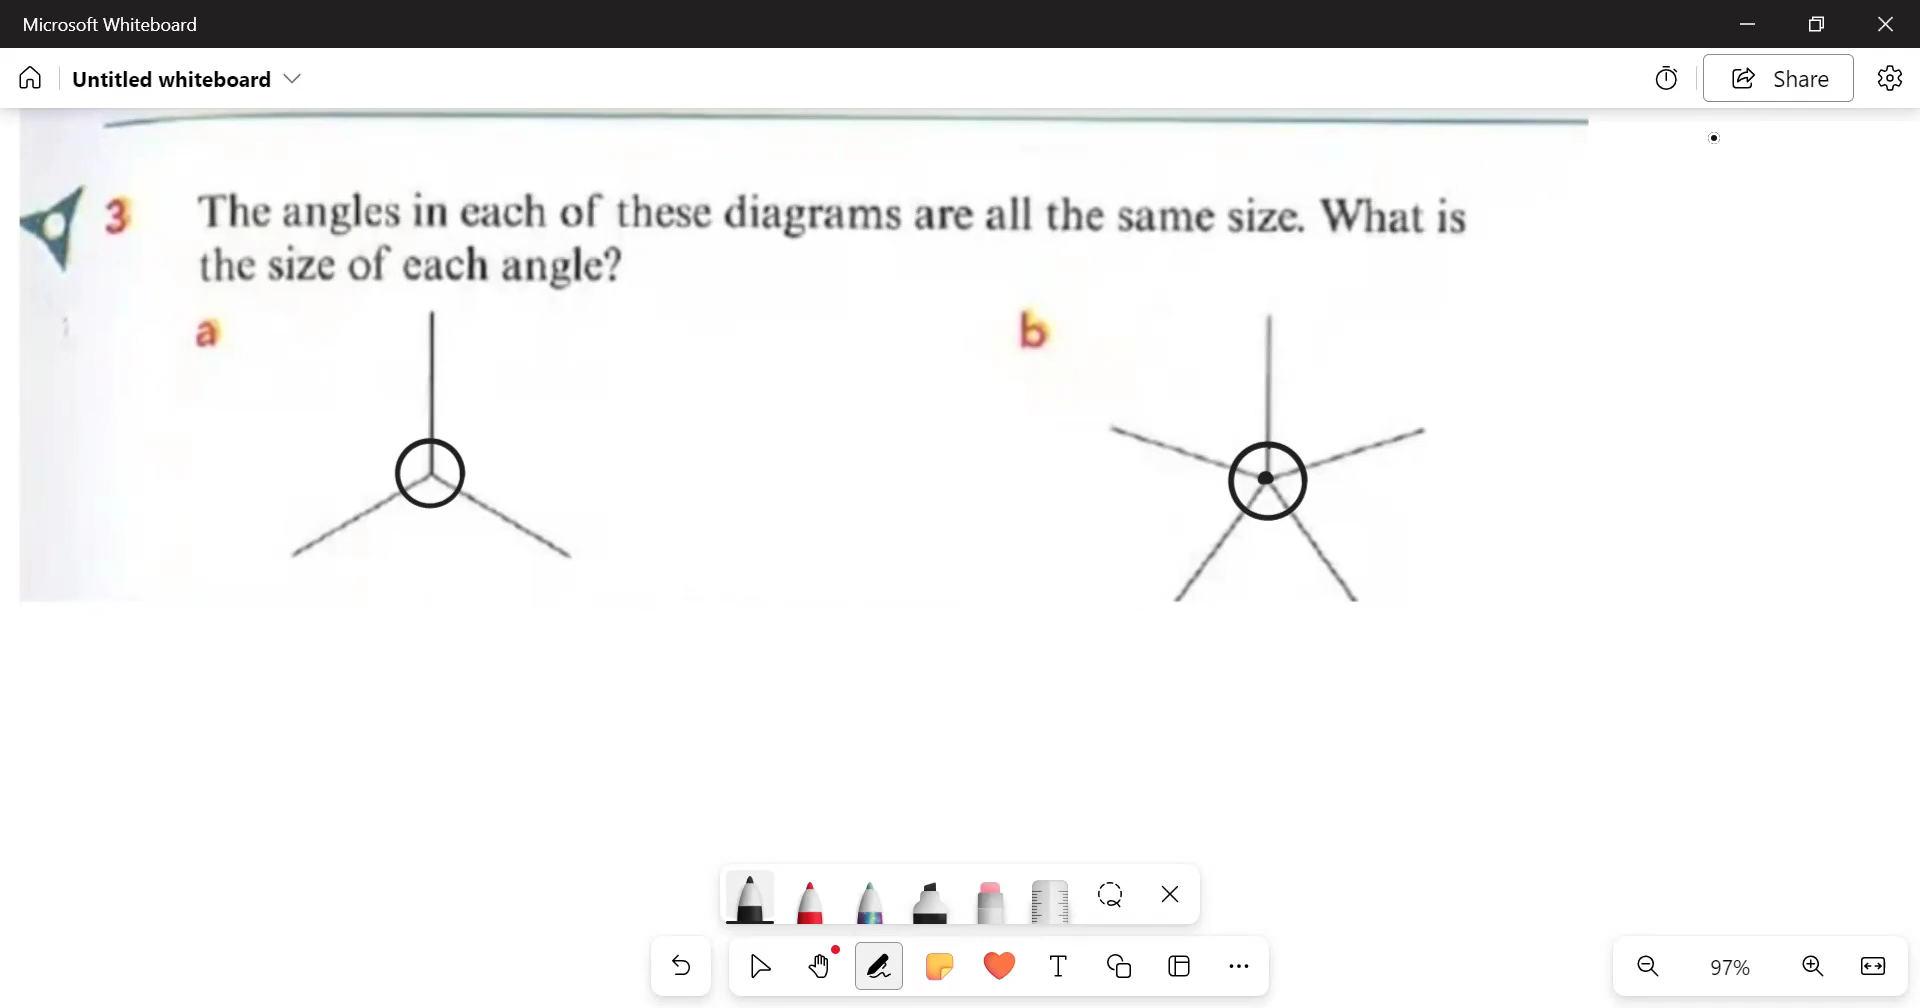 Microsoft Whiteboard
Untitled whiteboard
Share
3 The angles in each of these diagrams are all the same size. What is
the size of each angle?
a
b
T
97%